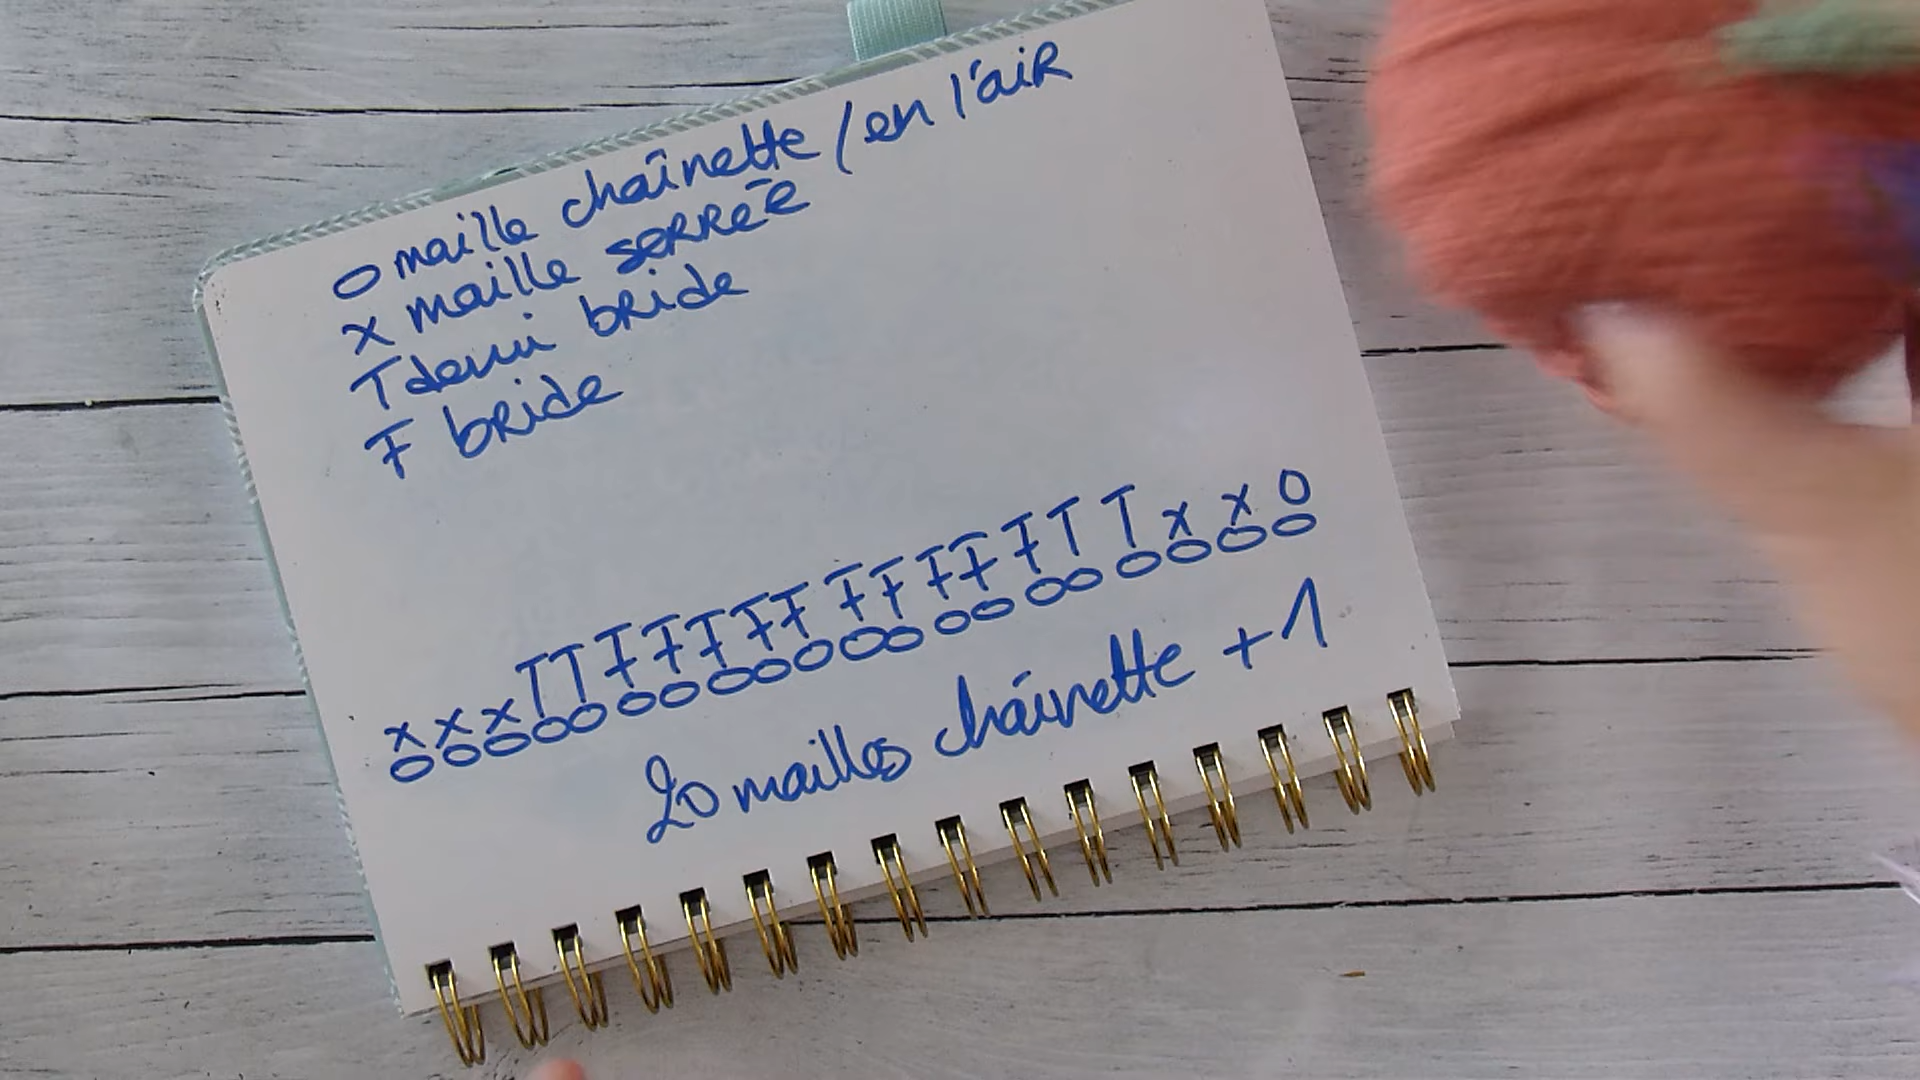 O maille chaînette / en l'air
X maille serrée
T demi bride
Ŧ bride
X X X T T Ŧ Ŧ Ŧ Ŧ Ŧ Ŧ Ŧ Ŧ Ŧ Ŧ T T X X O
O O O O O O O O O O O O O O O O O O O O
20 mailles chaînette + 1